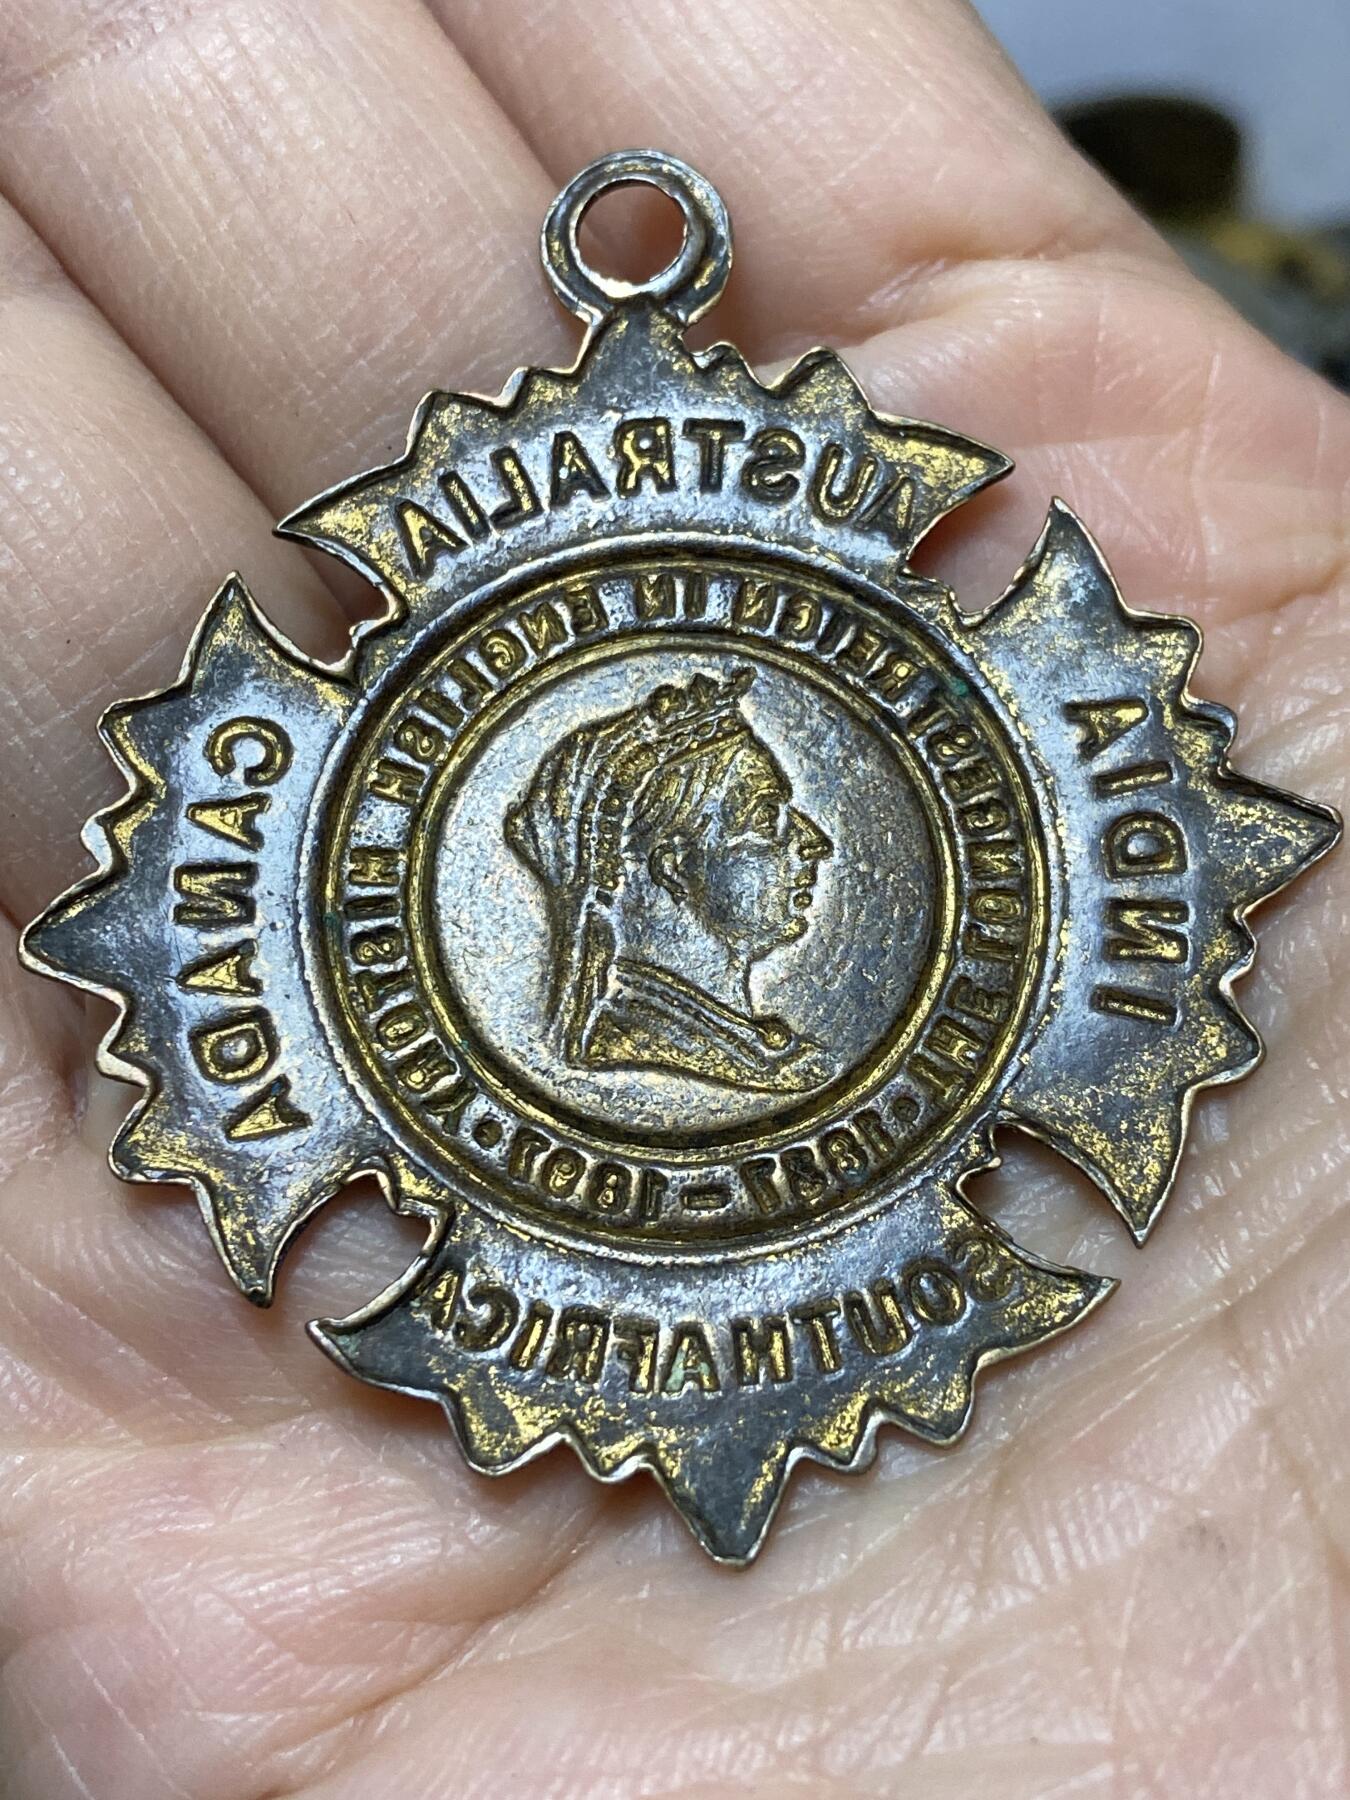 AUSTRALIA
INDIA
SOUTH AFRICA
CANADA
THE LONGEST REIGN IN ENGLISH HISTORY
• 1837 – 1897 •